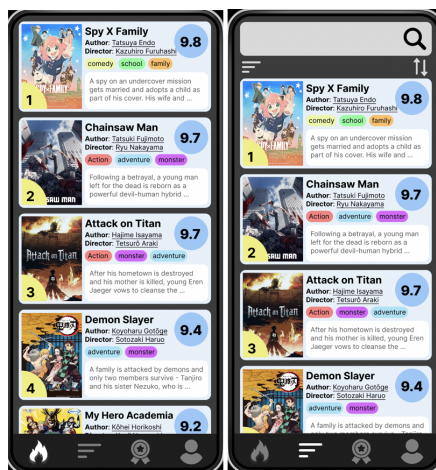 Spy X Family
Author: Tatsuya Endo
Director: Kazuhiro Furuhashi
9.8
comedy school family
A spy on an undercover mission
gets married and adopts a child as
part of his cover. His wife and ...
1
Chainsaw Man
Author: Tatsuki Fujimoto
Director: Ryu Nakayama
9.7
Action adventure monster
Following a betrayal, a young man
left for the dead is reborn as a
powerful devil-human hybrid ...
2
Attack on Titan
Author: Hajime Isayama
Director: Tetsurō Araki
9.7
Action monster adventure
After his hometown is destroyed
and his mother is killed, young Eren
Jaeger vows to cleanse the ...
Attack on Titan
3
Demon Slayer
Author: Koyoharu Gotōge
Director: Sotozaki Haruo
9.4
adventure monster
A family is attacked by demons and
only two members survive - Tanjiro
and his sister Nezuko, who is ...
4
My Hero Academia
Author: Kōhei Horikoshi
9.2
Spy X Family
Author: Tatsuya Endo
Director: Kazuhiro Furuhashi
9.8
comedy school family
A spy on an undercover mission
gets married and adopts a child as
part of his cover. His wife and ...
1
Chainsaw Man
Author: Tatsuki Fujimoto
Director: Ryu Nakayama
9.7
Action adventure monster
Following a betrayal, a young man
left for the dead is reborn as a
powerful devil-human hybrid ...
2
Attack on Titan
Author: Hajime Isayama
Director: Tetsurō Araki
9.7
Action monster adventure
After his hometown is destroyed
and his mother is killed, young Eren
Jaeger vows to cleanse the ...
Attack on Titan
3
Demon Slayer
Author: Koyoharu Gotōge
Director: Sotozaki Haruo
9.4
adventure monster
A family is attacked by demons and